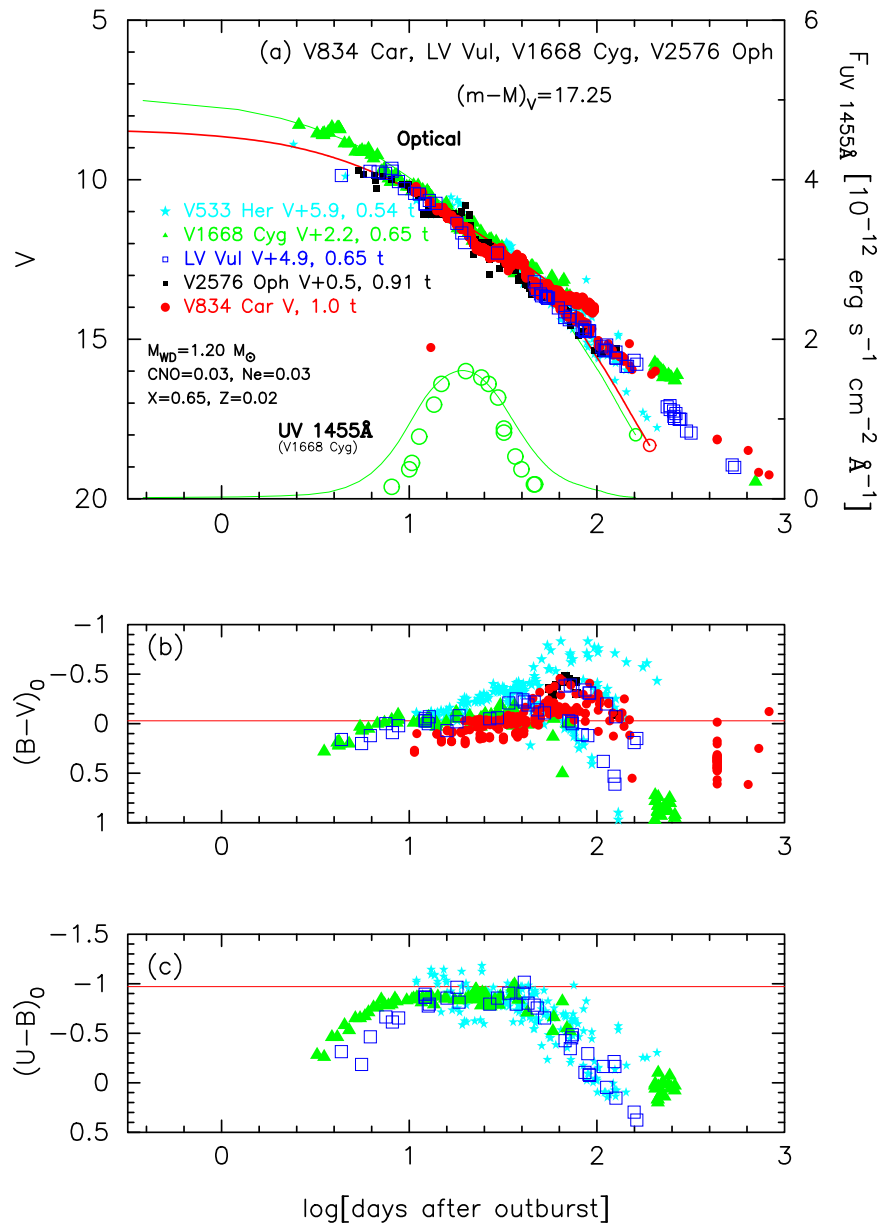 (a) V834 Car, LV Vul, V1668 Cyg, V2576 Oph
(m−M)V=17.25
Optical
V533 Her V+5.9, 0.54 t
V1668 Cyg V+2.2, 0.65 t
LV Vul V+4.9, 0.65 t
V2576 Oph V+0.5, 0.91 t
V834 Car V, 1.0 t
MWD=1.20 M⊙
CNO=0.03, Ne=0.03
X=0.65, Z=0.02
UV 1455Å
(V1668 Cyg)
V
5
10
15
20
FUV 1455Å [10−12 erg s−1 cm−2 Å−1]
6
4
2
0
0
1
2
3
(b)
(B−V)0
−1
−0.5
0
0.5
1
0
1
2
3
(c)
(U−B)0
−1.5
−1
−0.5
0
0.5
0
1
2
3
log[days after outburst]